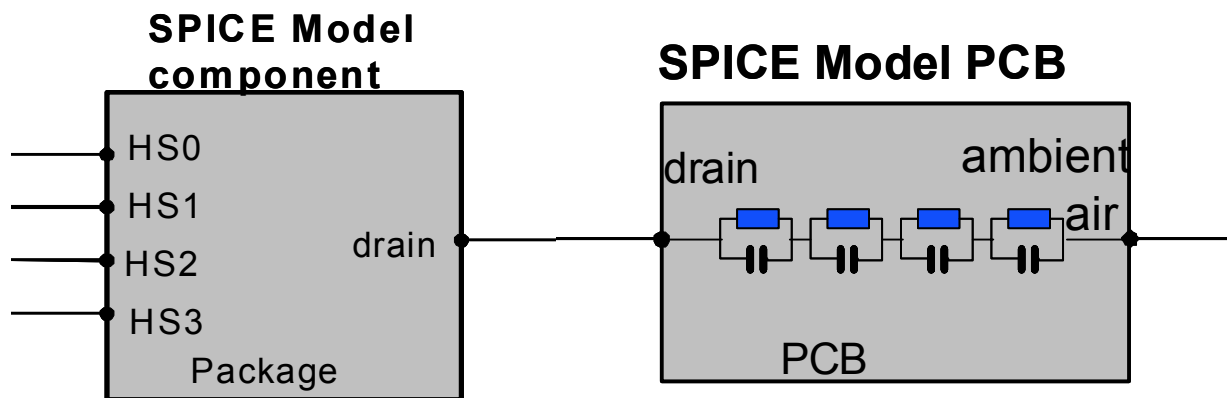 SPICE Model
component
HS0
HS1
HS2
HS3
drain
Package
SPICE Model PCB
drain
ambient
air
PCB